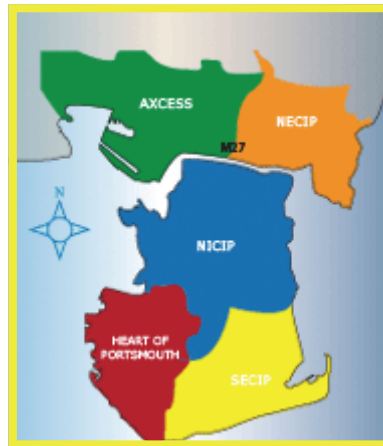 AXCESS
NECIP
M27
N
NICIP
HEART OF
PORTSMOUTH
SECIP